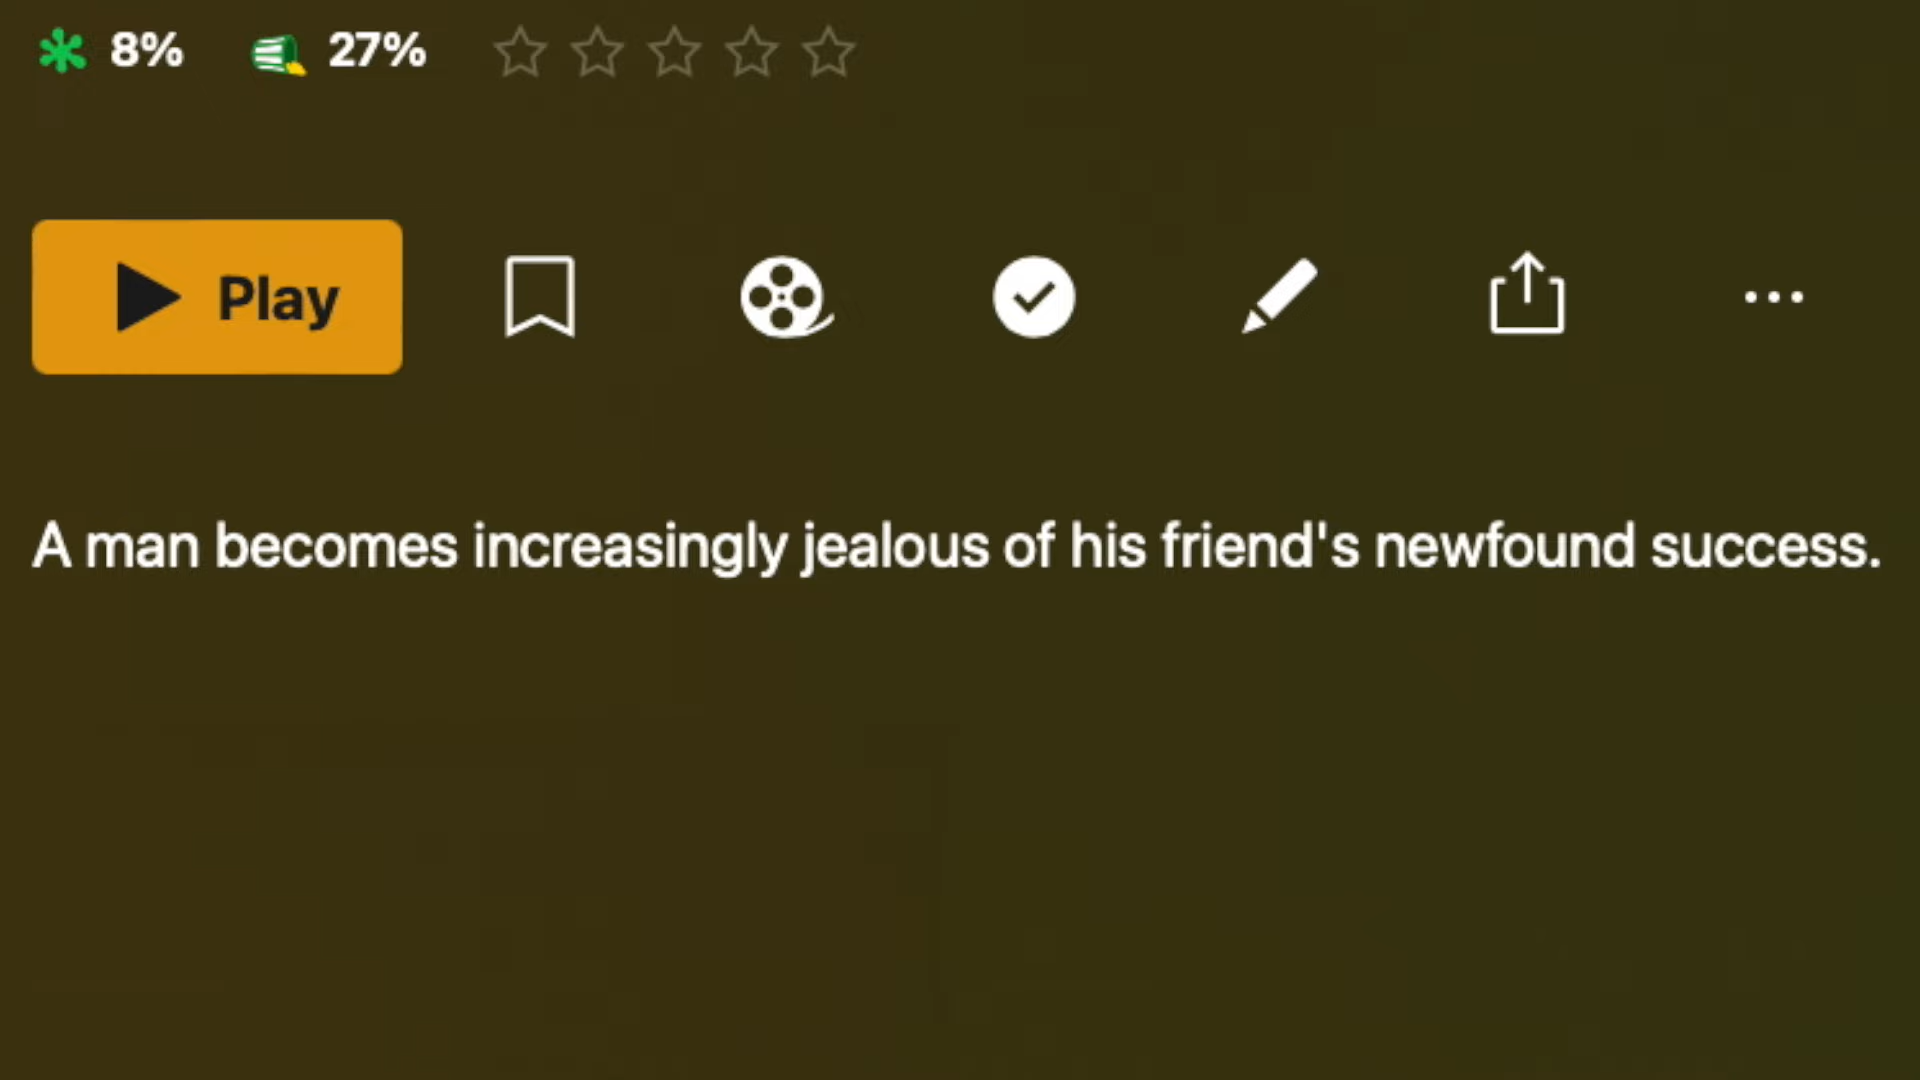 8% 27%
Play
A man becomes increasingly jealous of his friend's newfound success.